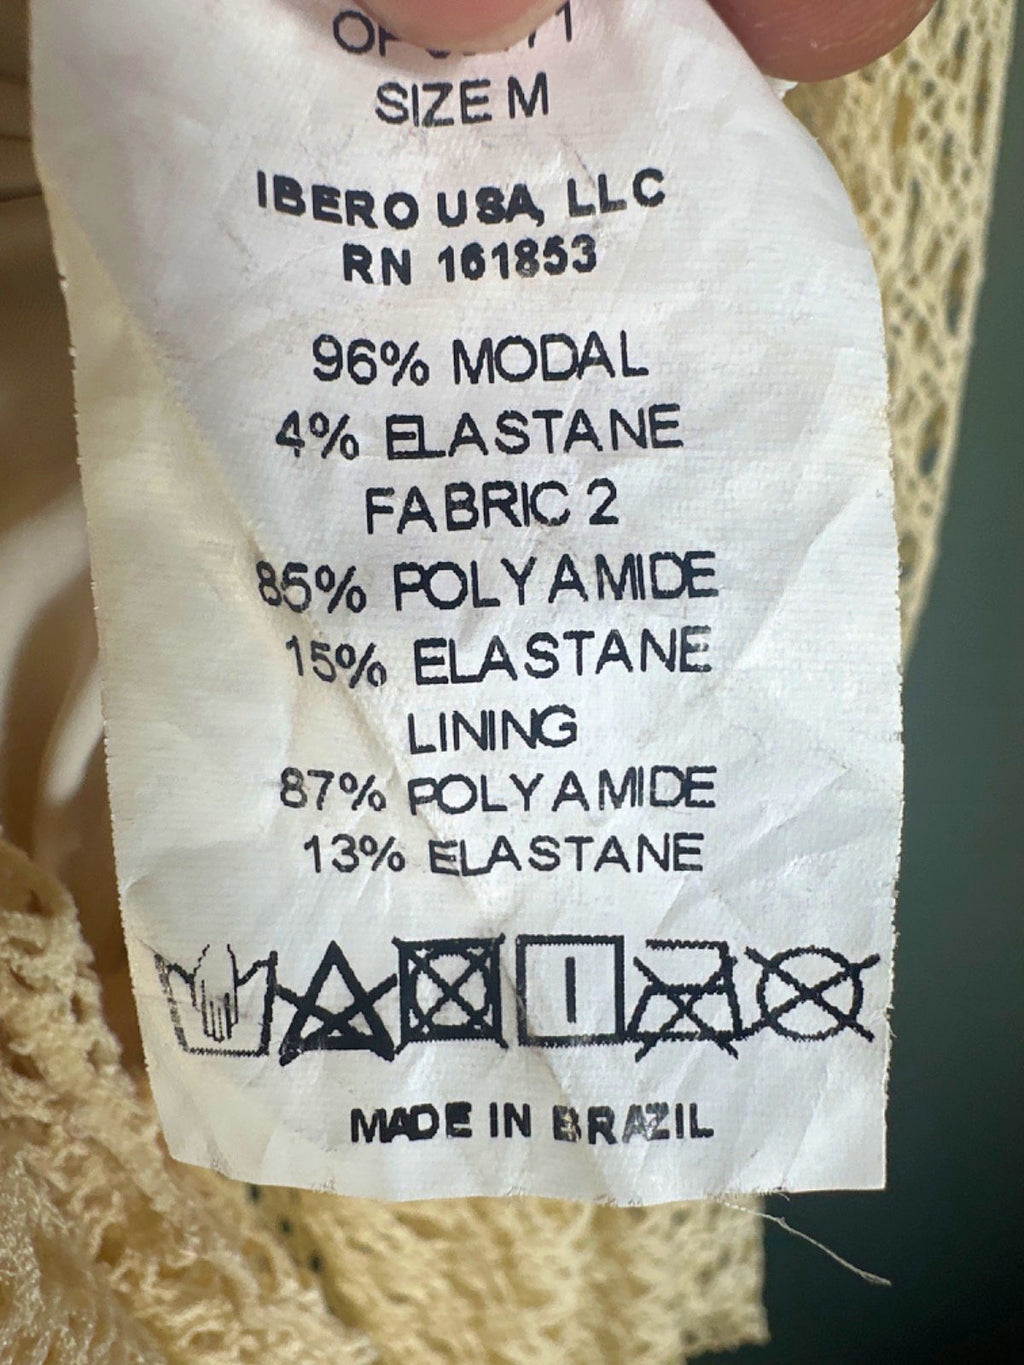 SIZE M
IBERO USA, LLC
RN 161853
96% MODAL
4% ELASTANE
FABRIC 2
85% POLYAMIDE
15% ELASTANE
LINING
87% POLYAMIDE
13% ELASTANE
MADE IN BRAZIL